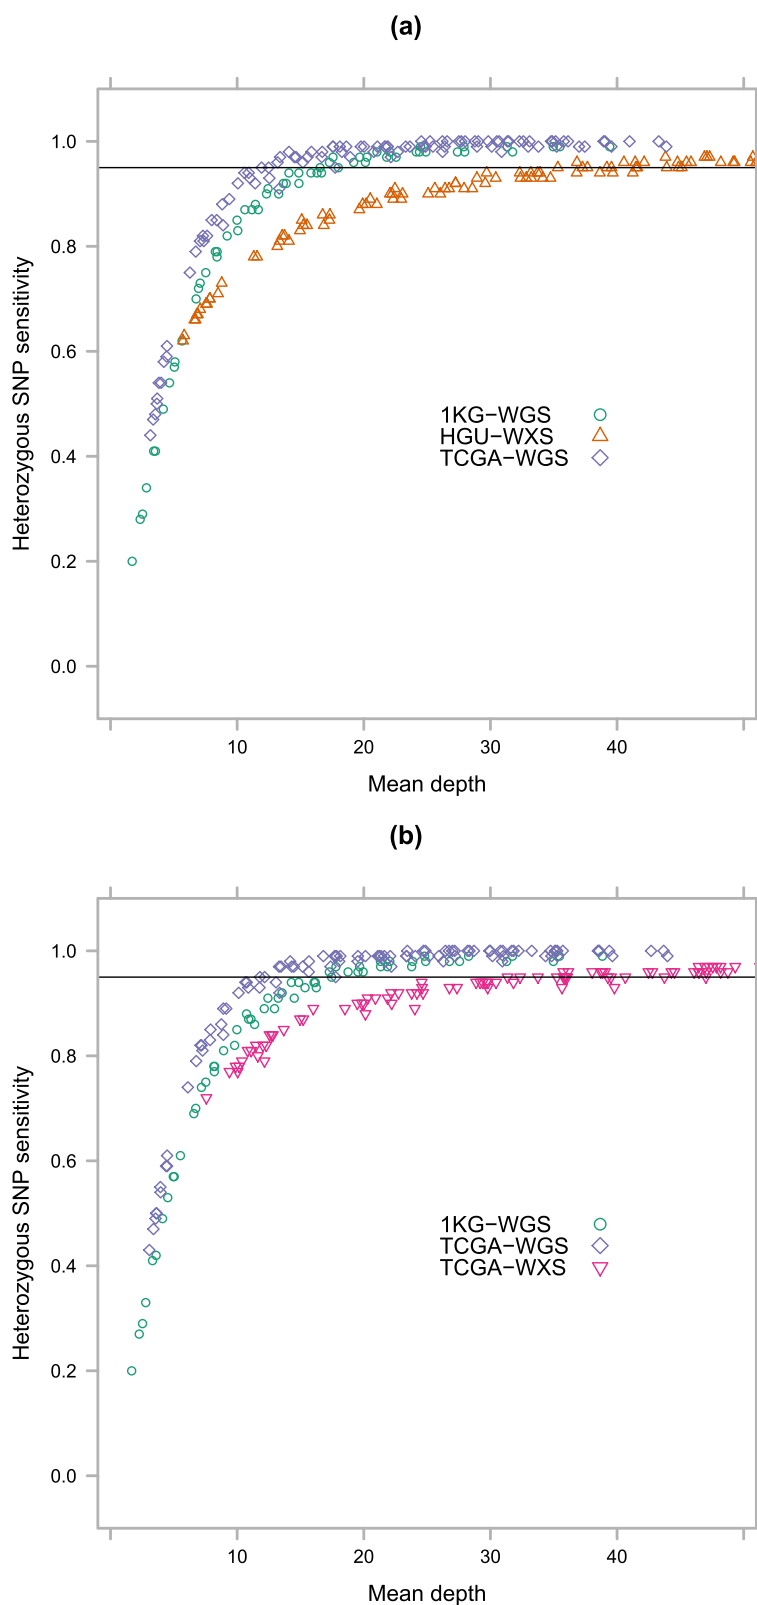 (a)
1.0
0.8
0.6
0.4
0.2
0.0
Heterozygous SNP sensitivity
1KG−WGS
HGU−WXS
TCGA−WGS
10 20 30 40
Mean depth
(b)
1.0
0.8
0.6
0.4
0.2
0.0
Heterozygous SNP sensitivity
1KG−WGS
TCGA−WGS
TCGA−WXS
10 20 30 40
Mean depth